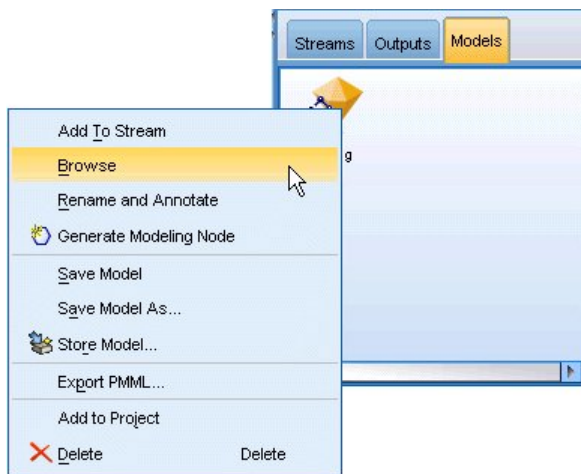 Streams
Outputs
Models
g
Add To Stream
Browse
Rename and Annotate
Generate Modeling Node
Save Model
Save Model As...
Store Model...
Export PMML...
Add to Project
Delete Delete